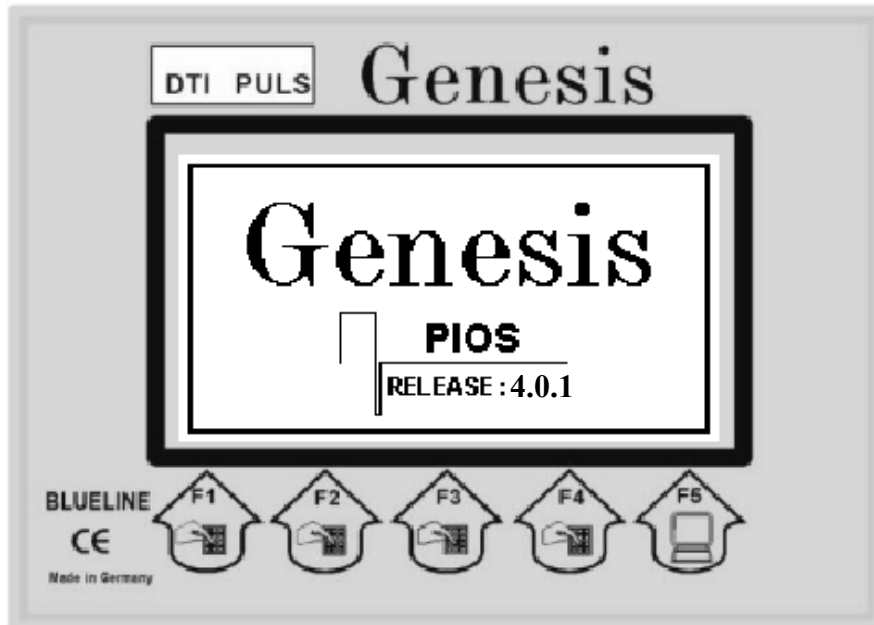 DTI PULS Genesis
Genesis
PIOS
RELEASE : 4.0.1
F1 F2 F3 F4 F5
BLUELINE
CE
Made in Germany